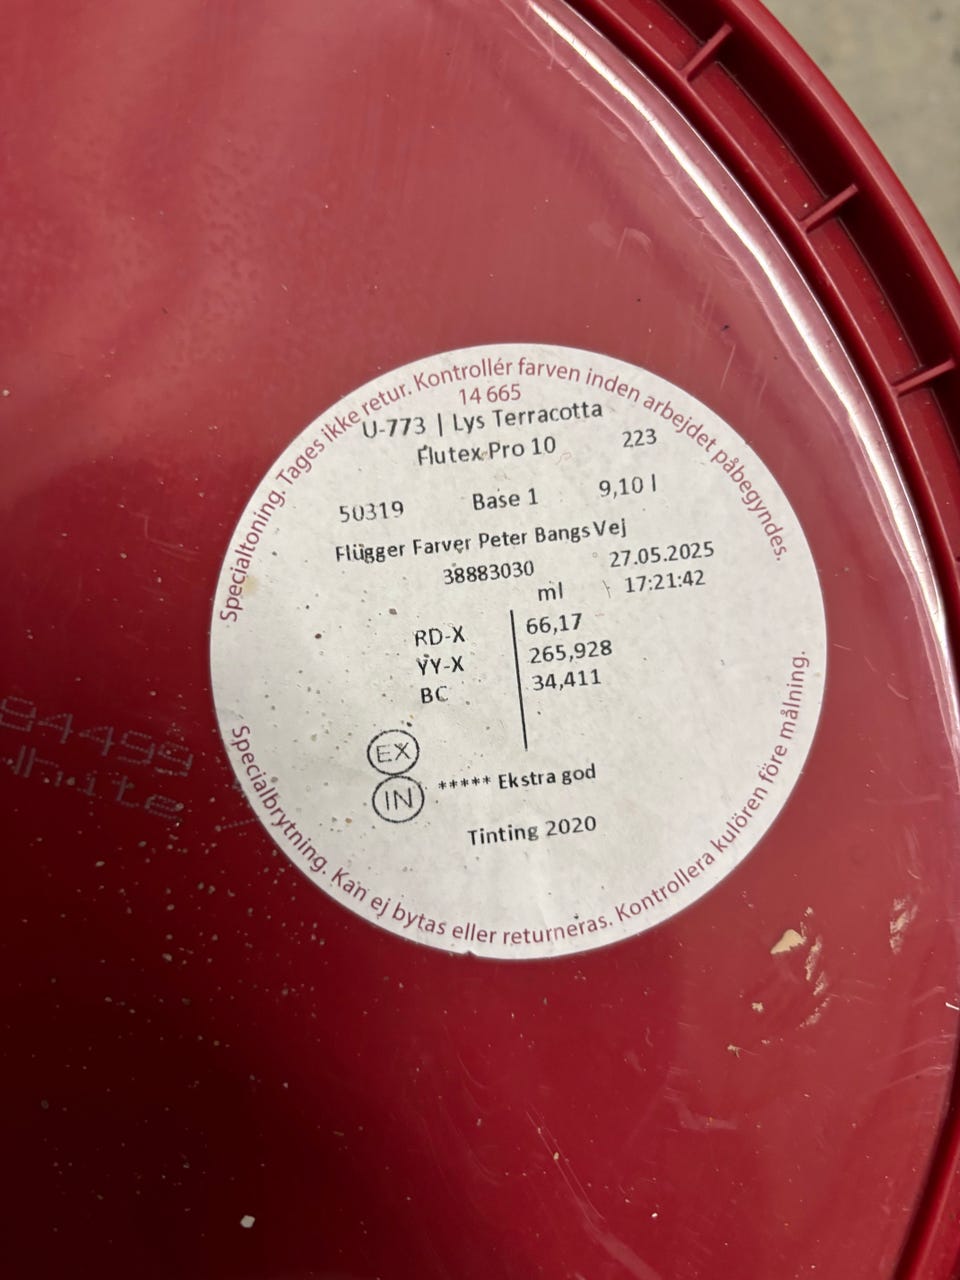 Specialtoning. Tages ikke retur. Kontrollér farven inden arbejdet påbegyndes.
14 665
U-773 | Lys Terracotta
Flutex Pro 10 223
50319 Base 1 9,10 l
Flügger Farver Peter Bangs Vej
38883030 27.05.2025
ml 17:21:42
RD-X 66,17
YY-X 265,928
BC 34,411
EX
IN ***** Ekstra god
Tinting 2020
Specialbrytning. Kan ej bytas eller returneras. Kontrollera kulören före målning.
94499
White